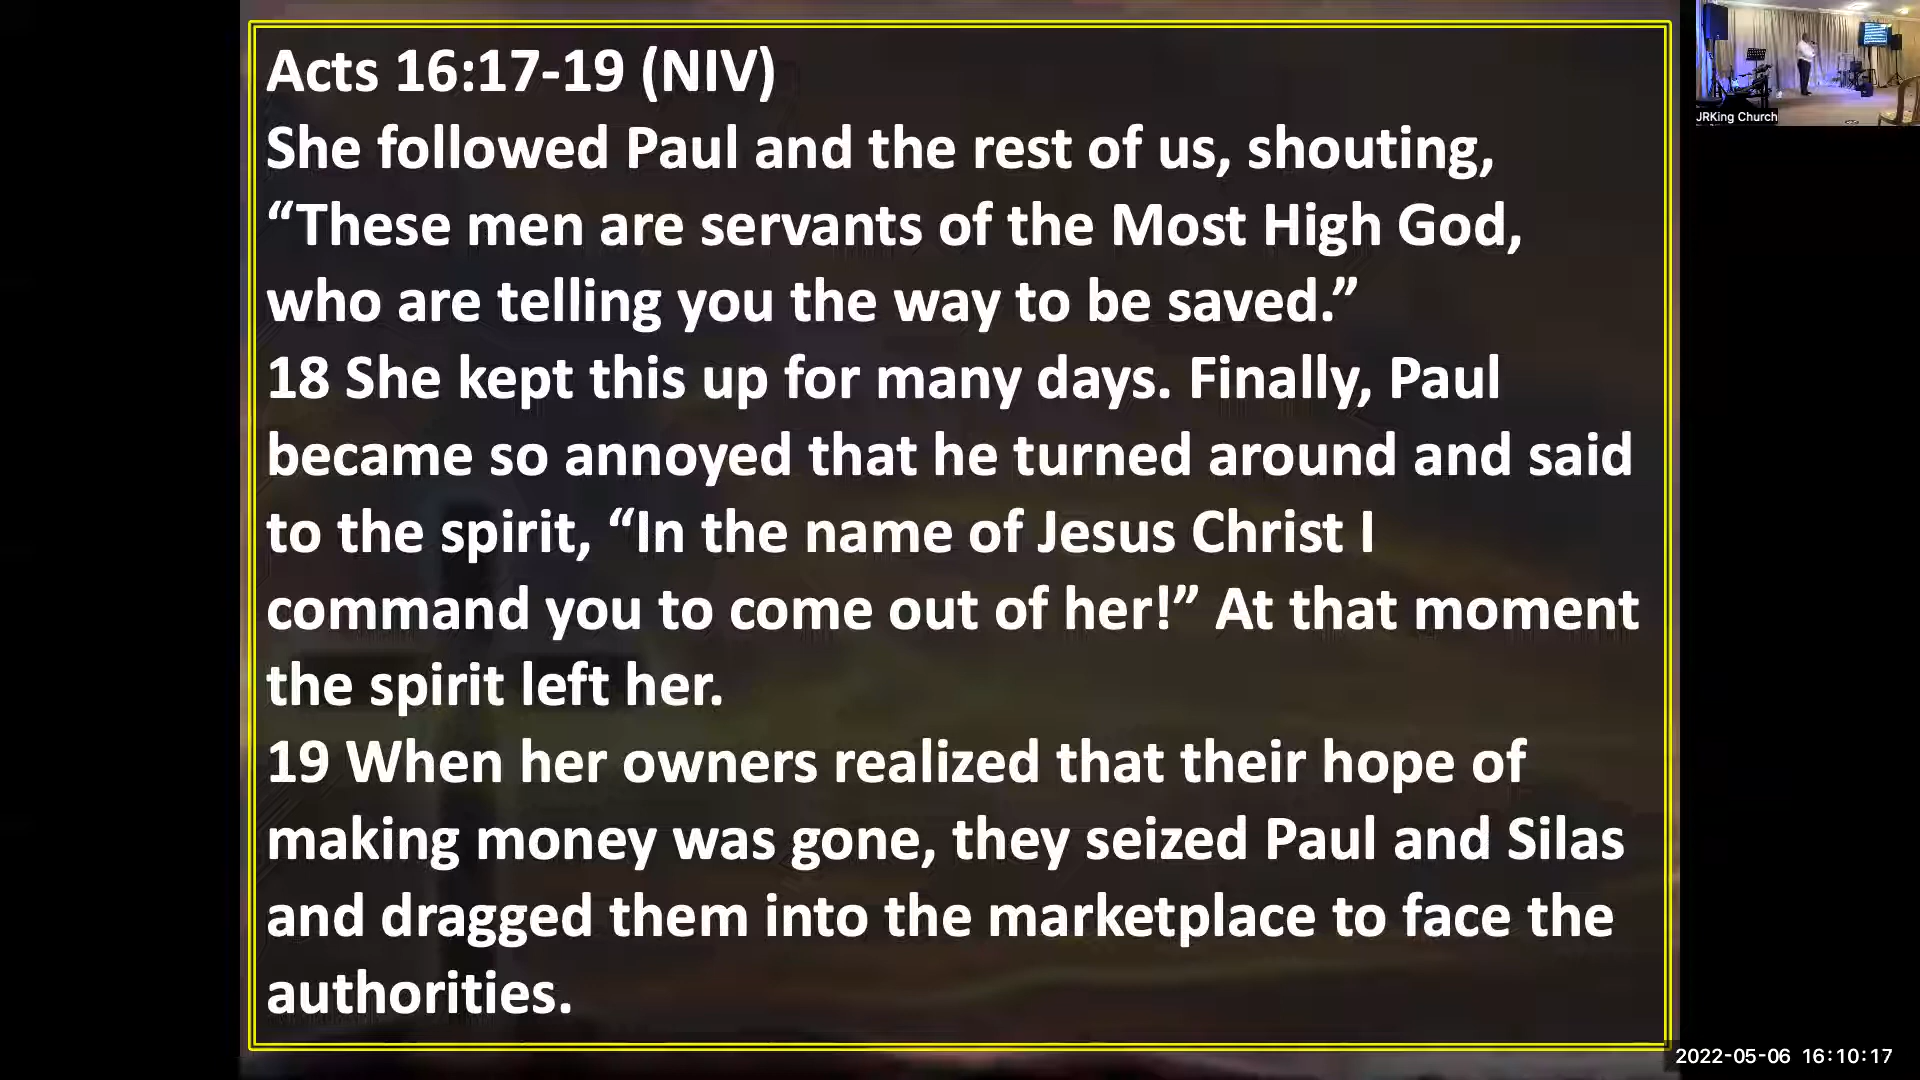 Acts 16:17-19 (NIV)
She followed Paul and the rest of us, shouting,
“These men are servants of the Most High God,
who are telling you the way to be saved.”
18 She kept this up for many days. Finally, Paul
became so annoyed that he turned around and said
to the spirit, “In the name of Jesus Christ I
command you to come out of her!” At that moment
the spirit left her.
19 When her owners realized that their hope of
making money was gone, they seized Paul and Silas
and dragged them into the marketplace to face the
authorities.
JRKing Church
2022-05-06 16:10:17